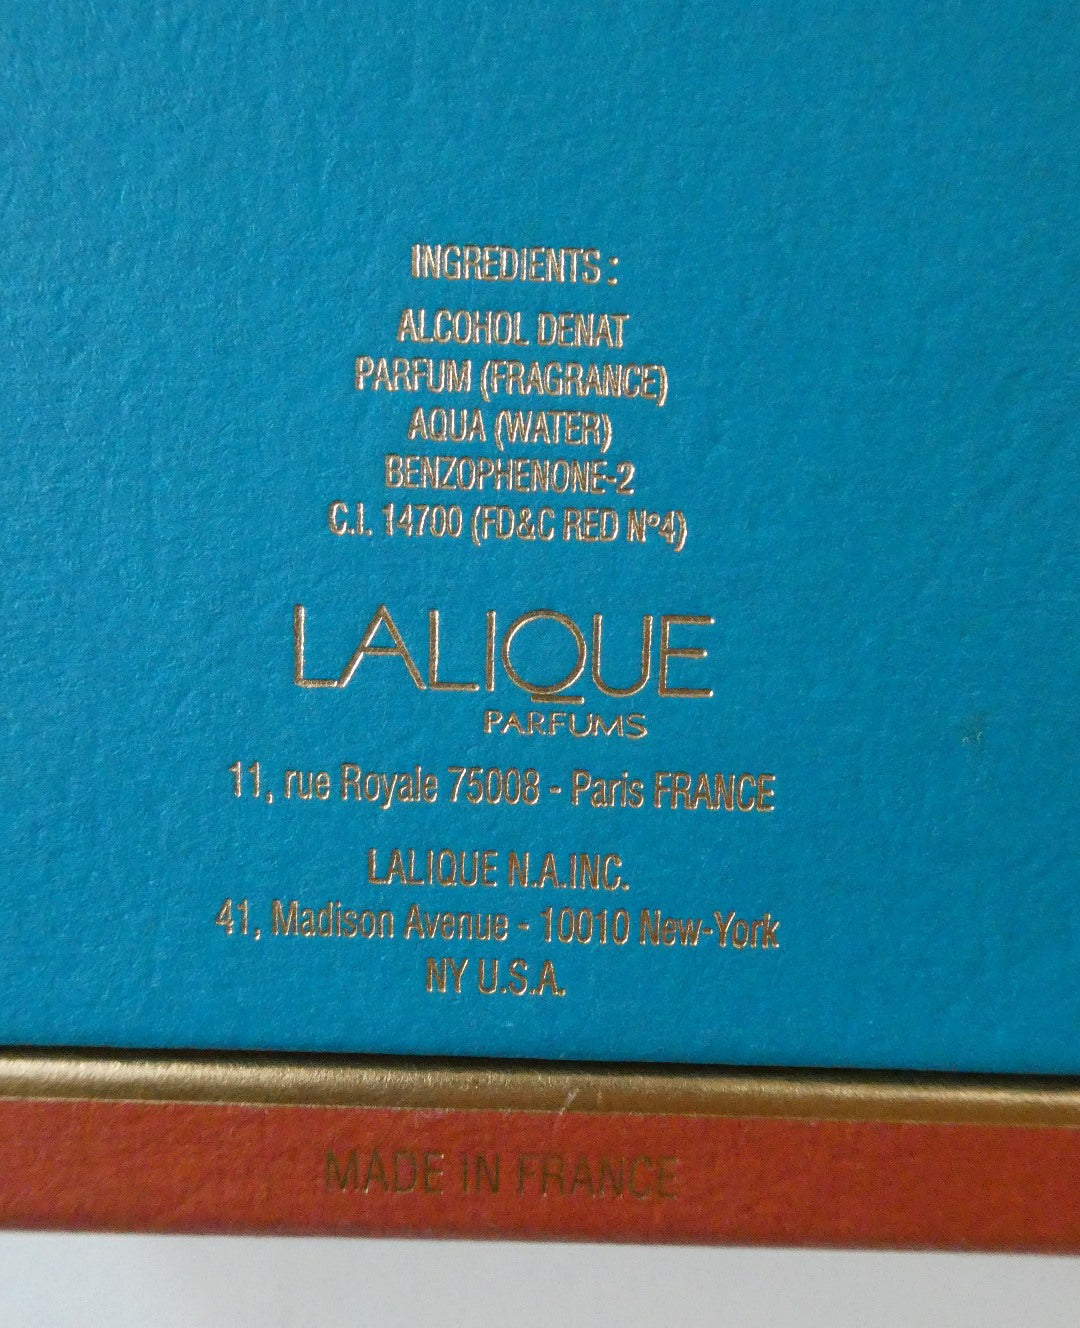 INGREDIENTS :
ALCOHOL DENAT
PARFUM (FRAGRANCE)
AQUA (WATER)
BENZOPHENONE-2
C.I. 14700 (FD&C RED Nº4)
LALIQUE
PARFUMS
11, rue Royale 75008 - Paris FRANCE
LALIQUE N.A.INC.
41, Madison Avenue - 10010 New-York
NY U.S.A.
MADE IN FRANCE